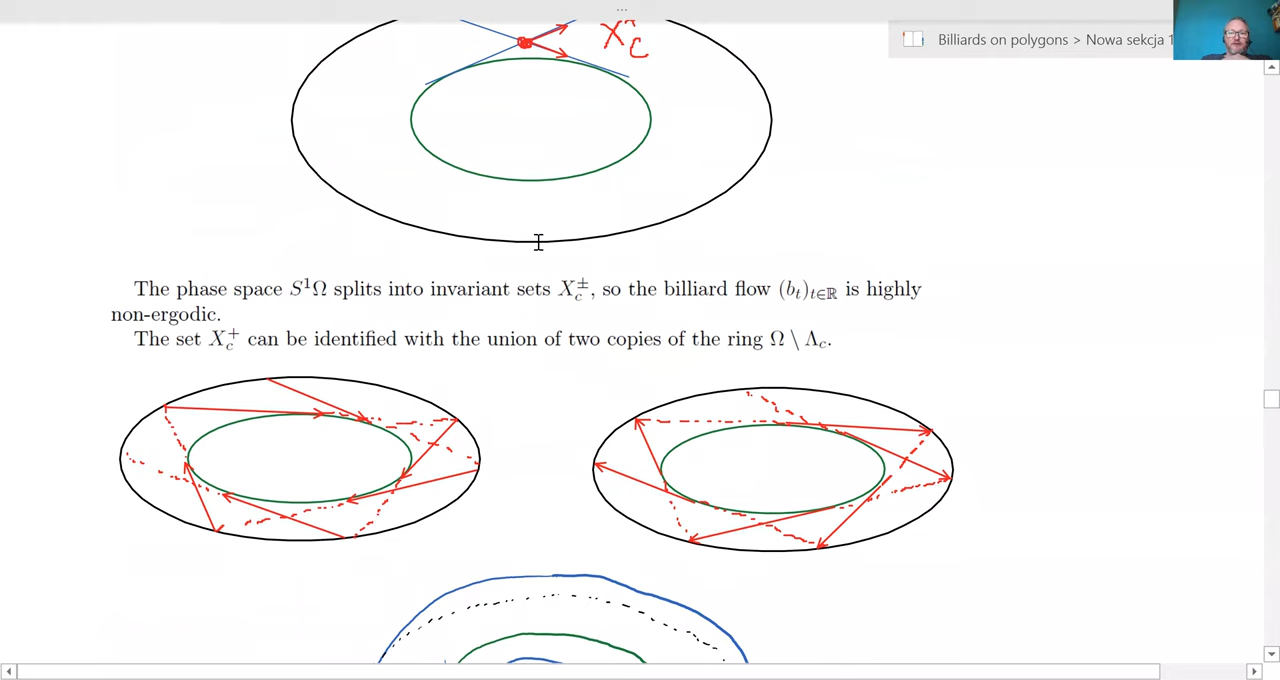 ...
X_c^+
Billiards on polygons > Nowa sekcja 1
The phase space S¹Ω splits into invariant sets X_c^±, so the billiard flow (b_t)_{t∈ℝ} is highly
non-ergodic.
The set X_c^+ can be identified with the union of two copies of the ring Ω \ Λ_c.